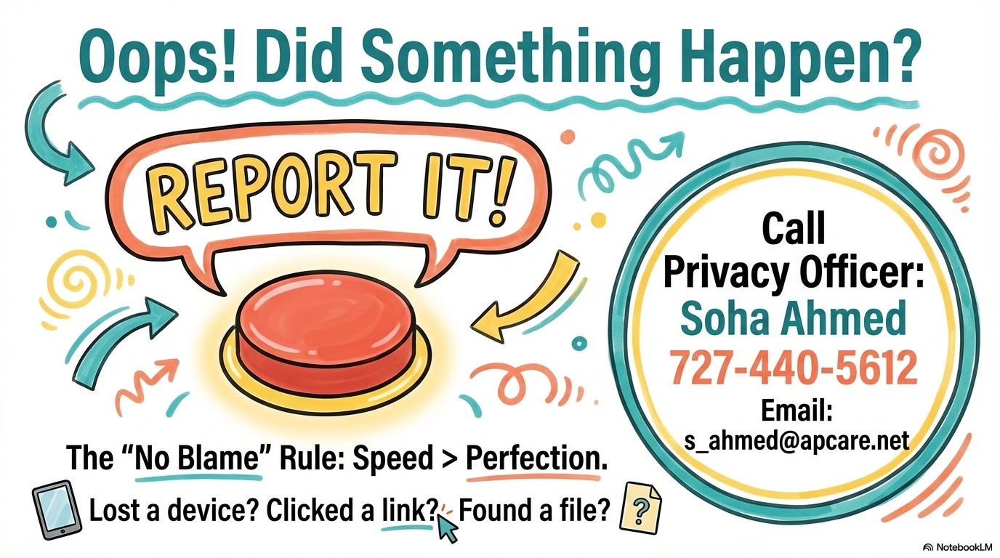 Oops! Did Something Happen?
REPORT IT!
Call
Privacy Officer:
Soha Ahmed
727-440-5612
Email:
s_ahmed@apcare.net
The “No Blame” Rule: Speed > Perfection.
Lost a device? Clicked a link? Found a file?
?
NotebookLM